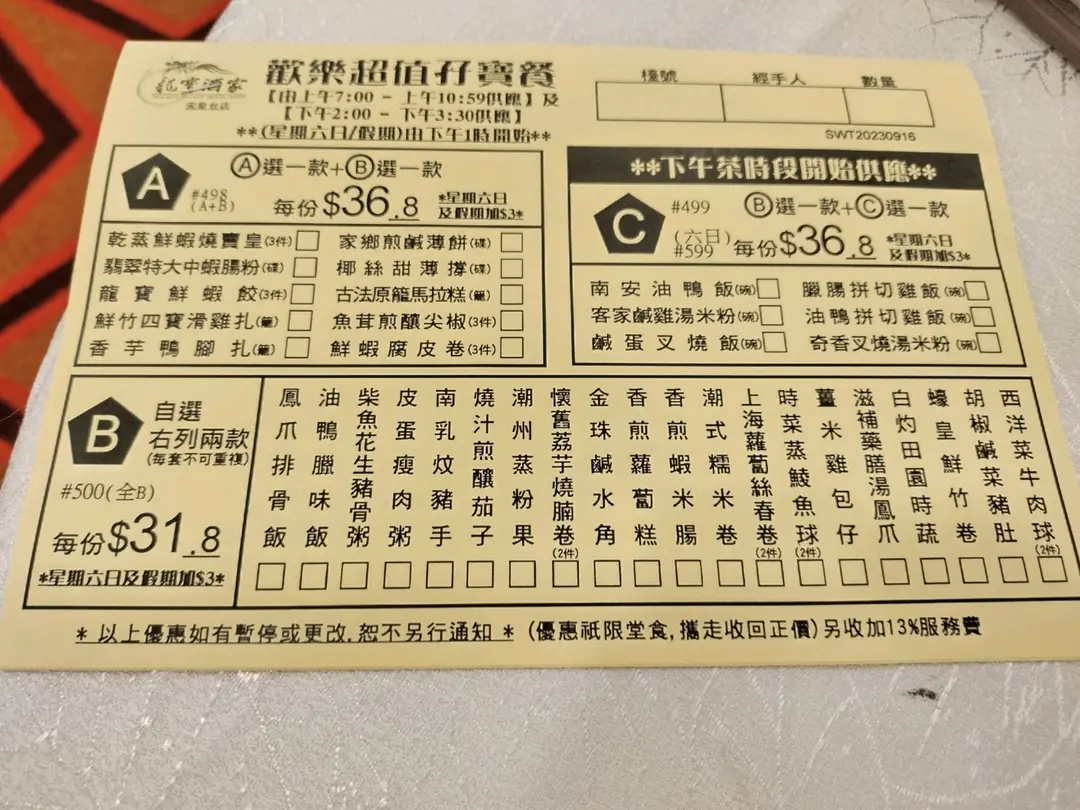 龍寶酒家
宋皇臺店
歡樂超值孖寶餐
【由上午7:00 - 上午10:59供應】及
【下午2:00 - 下午3:30供應】
**(星期六日/假期)由下午1時開始**
檯號 經手人 數量
SWT20230916
A
#498
(A+B)
Ⓐ選一款+Ⓑ選一款
每份$36.8
*星期六日
及假期加$3*
乾蒸鮮蝦燒賣皇(3件)
翡翠特大中蝦腸粉(碟)
龍寶鮮蝦餃(3件)
鮮竹四寶滑雞扎(籠)
香芋鴨腳扎(籠)
家鄉煎鹹薄餅(碟)
椰絲甜薄撐(碟)
古法原籠馬拉糕(籠)
魚茸煎釀尖椒(3件)
鮮蝦腐皮卷(3件)
**下午茶時段開始供應**
C
#499
(六日)
#599
Ⓑ選一款+Ⓒ選一款
每份$36.8
*星期六日
及假期加$3*
南安油鴨飯(碗)
客家鹹雞湯米粉(碗)
鹹蛋叉燒飯(碗)
臘腸拼切雞飯(碗)
油鴨拼切雞飯(碗)
奇香叉燒湯米粉(碗)
B
自選
右列兩款
(每套不可重複)
#500(全B)
每份$31.8
*星期六日及假期加$3*
鳳爪排骨飯
油鴨臘味飯
柴魚花生豬骨粥
皮蛋瘦肉粥
南乳炆豬手
燒汁煎釀茄子
潮州蒸粉果
懷舊荔芋燒腩卷(2件)
金珠鹹水角
香煎蘿蔔糕
香煎蝦米腸
潮式糯米卷
上海蘿蔔絲春卷(2件)
時菜蒸鯪魚球(2件)
薑米雞包仔
滋補藥膳湯鳳爪
白灼田園時蔬
蠔皇鮮竹卷
胡椒鹹菜豬肚
西洋菜牛肉球(2件)
* 以上優惠如有暫停或更改,恕不另行通知 * (優惠祇限堂食,攜走收回正價)另收加13%服務費